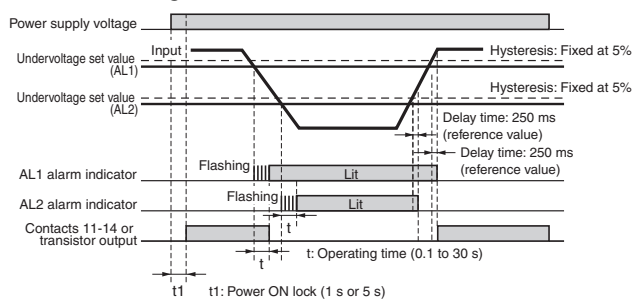 Power supply voltage
Undervoltage set value
(AL1)
Input
Hysteresis: Fixed at 5%
Undervoltage set value
(AL2)
Hysteresis: Fixed at 5%
Delay time: 250 ms
(reference value)
Delay time: 250 ms
(reference value)
AL1 alarm indicator
Flashing
Lit
AL2 alarm indicator
Flashing
Lit
t
Contacts 11-14 or
transistor output
t
t: Operating time (0.1 to 30 s)
t1
t1: Power ON lock (1 s or 5 s)